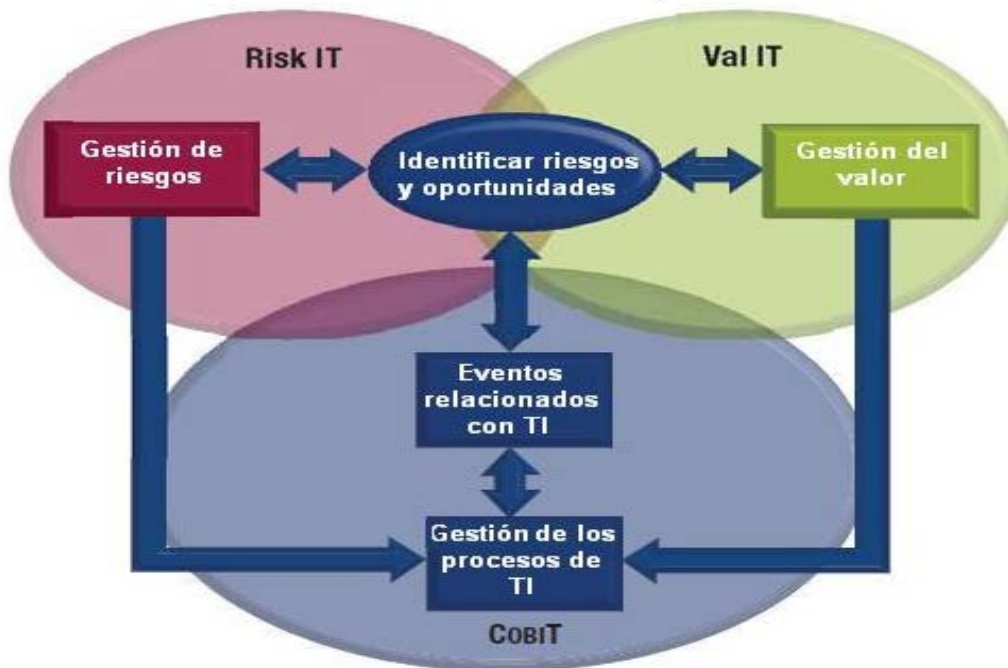 Risk IT
Val IT
Gestión de
riesgos
Identificar riesgos
y oportunidades
Gestión del
valor
Eventos
relacionados
con TI
Gestión de los
procesos de
TI
COBIT